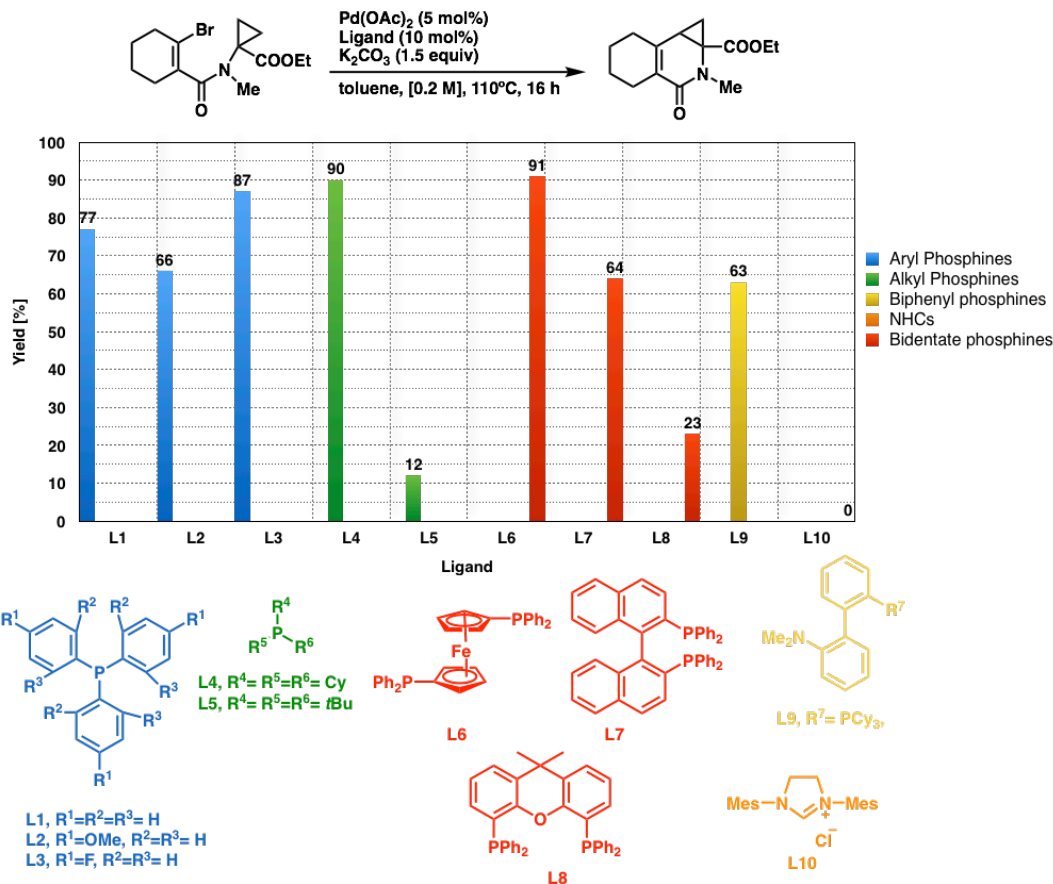 Br
COOEt
N
Me
O
Pd(OAc)2 (5 mol%)
Ligand (10 mol%)
K2CO3 (1.5 equiv)
toluene, [0.2 M], 110ºC, 16 h
COOEt
N
Me
O
Yield [%]
100
90
80
70
60
50
40
30
20
10
0
77
66
87
90
12
91
64
23
63
0
L1
L2
L3
L4
L5
L6
L7
L8
L9
L10
Ligand
Aryl Phosphines
Alkyl Phosphines
Biphenyl phosphines
NHCs
Bidentate phosphines
R1
R2
R2
R1
P
R3
R3
R2
R3
R1
L1, R1=R2=R3= H
L2, R1=OMe, R2=R3= H
L3, R1=F, R2=R3= H
R4
P
R5
R6
L4, R4= R5=R6= Cy
L5, R4= R5=R6= tBu
PPh2
Fe
Ph2P
L6
PPh2
PPh2
L7
O
PPh2
PPh2
L8
R7
Me2N
L9, R7= PCy3,
Mes
N
N
+
Mes
Cl–
L10